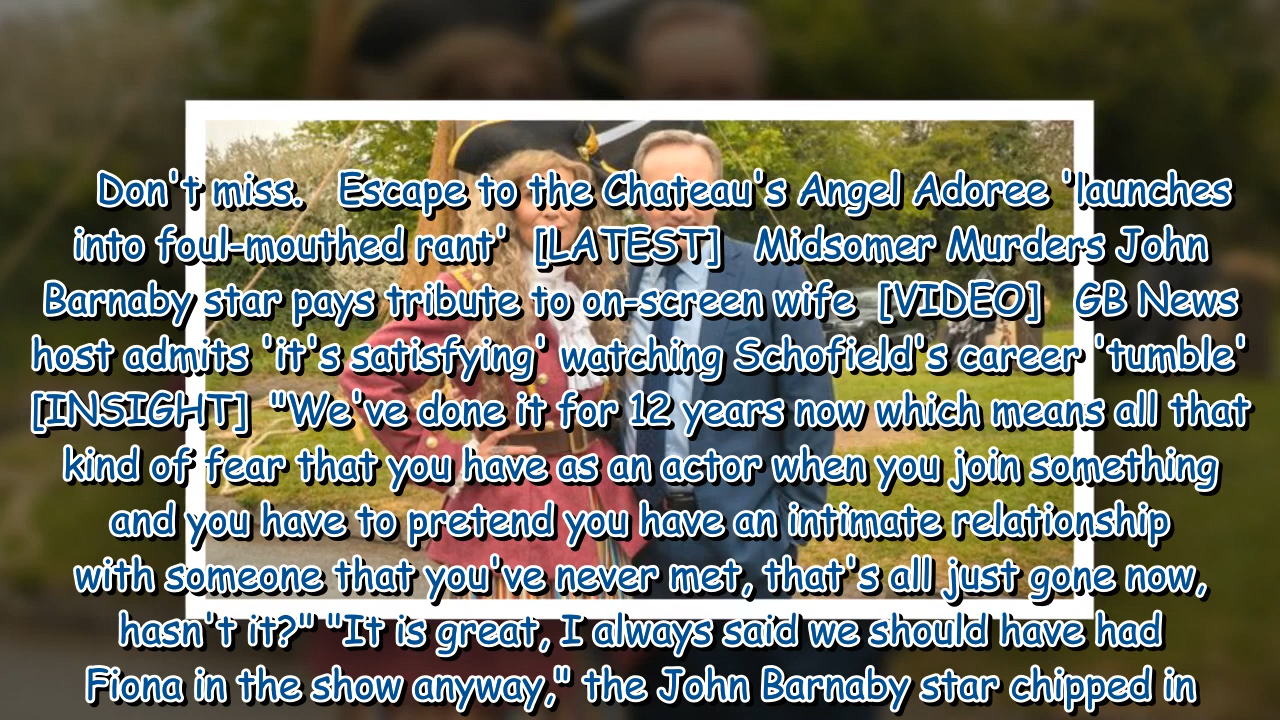 Don't miss. Escape to the Chateau's Angel Adoree 'launches
into foul-mouthed rant' [LATEST] Midsomer Murders John
Barnaby star pays tribute to on-screen wife [VIDEO] GB News
host admits 'it's satisfying' watching Schofield's career 'tumble'
[INSIGHT] "We've done it for 12 years now which means all that
kind of fear that you have as an actor when you join something
and you have to pretend you have an intimate relationship
with someone that you've never met, that's all just gone now,
hasn't it?" "It is great, I always said we should have had
Fiona in the show anyway," the John Barnaby star chipped in